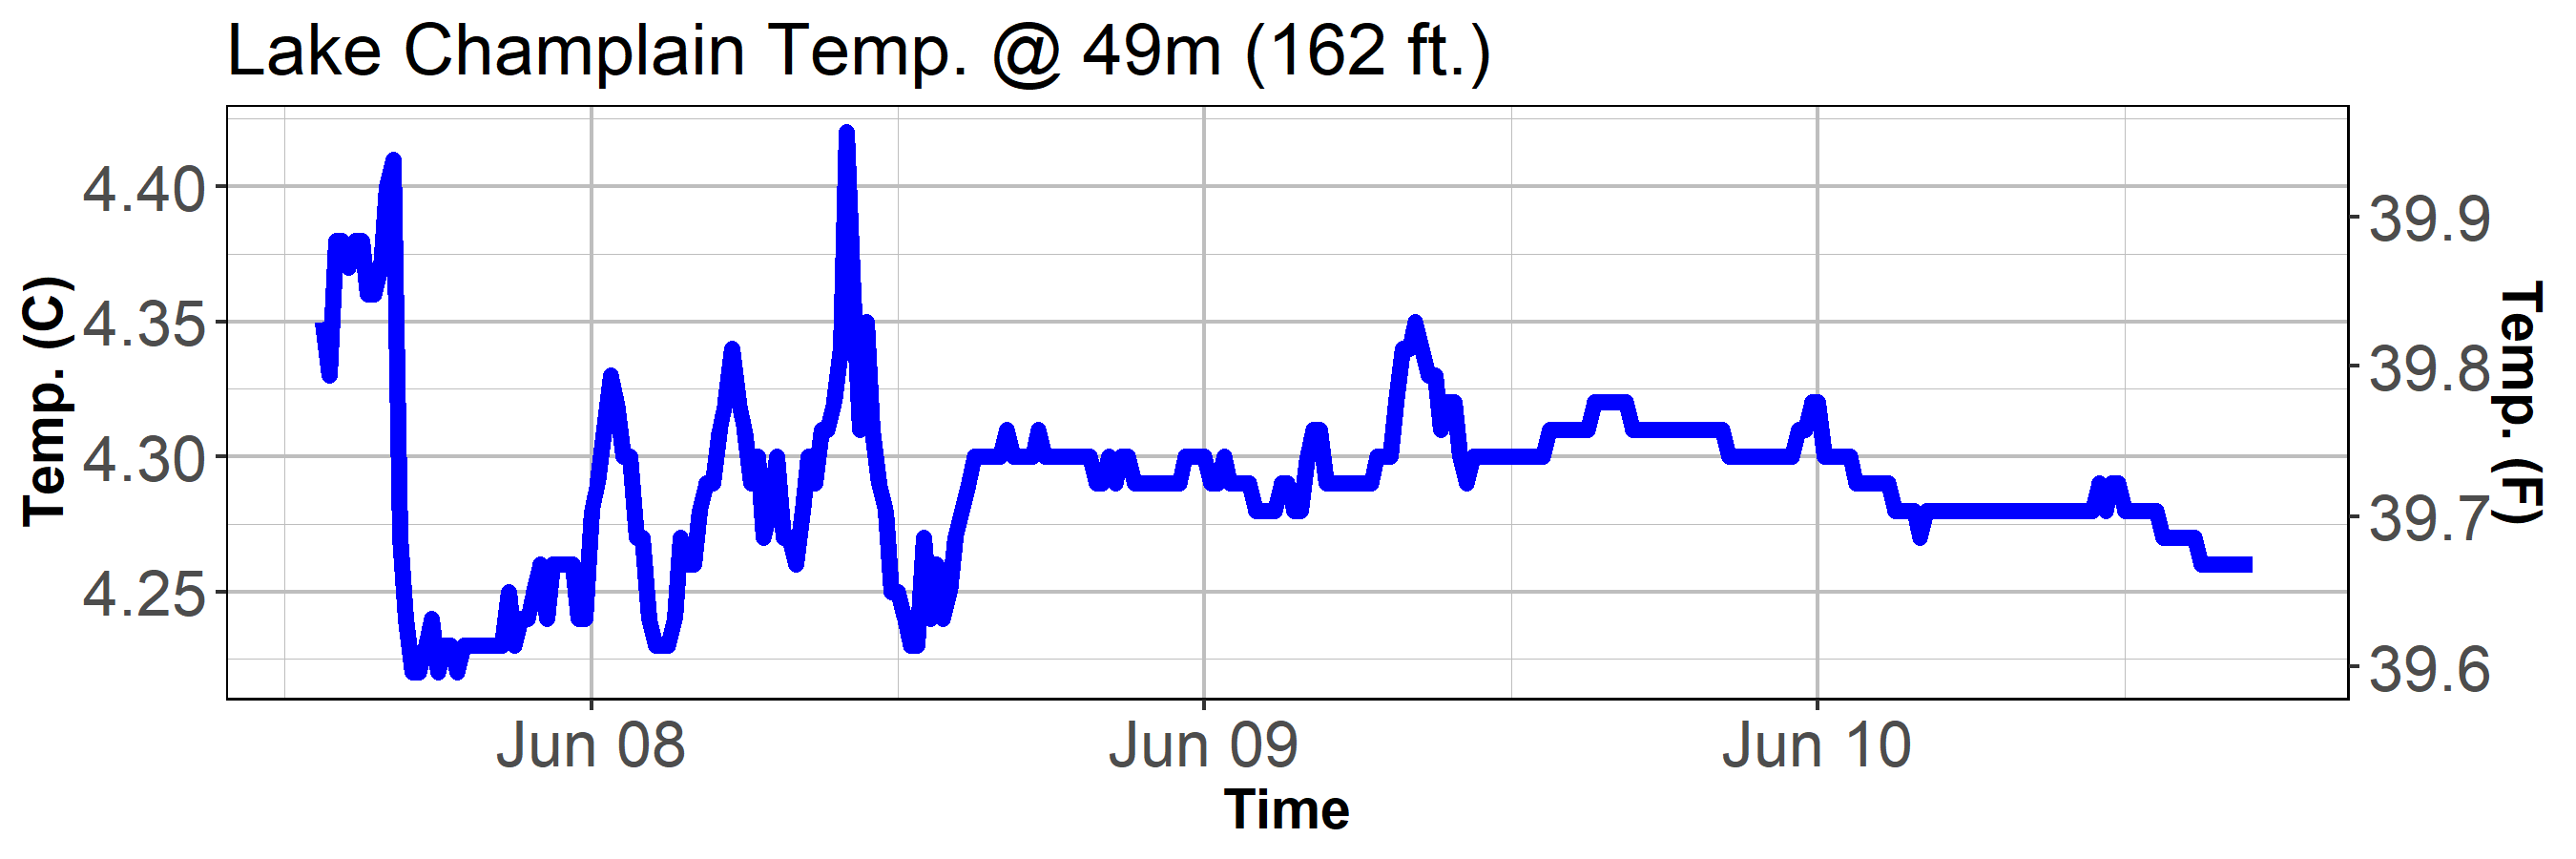 Lake Champlain Temp. @ 49m (162 ft.)
Temp. (C)
4.40
4.35
4.30
4.25
39.9
39.8
39.7
39.6
Temp. (F)
Jun 08
Jun 09
Jun 10
Time